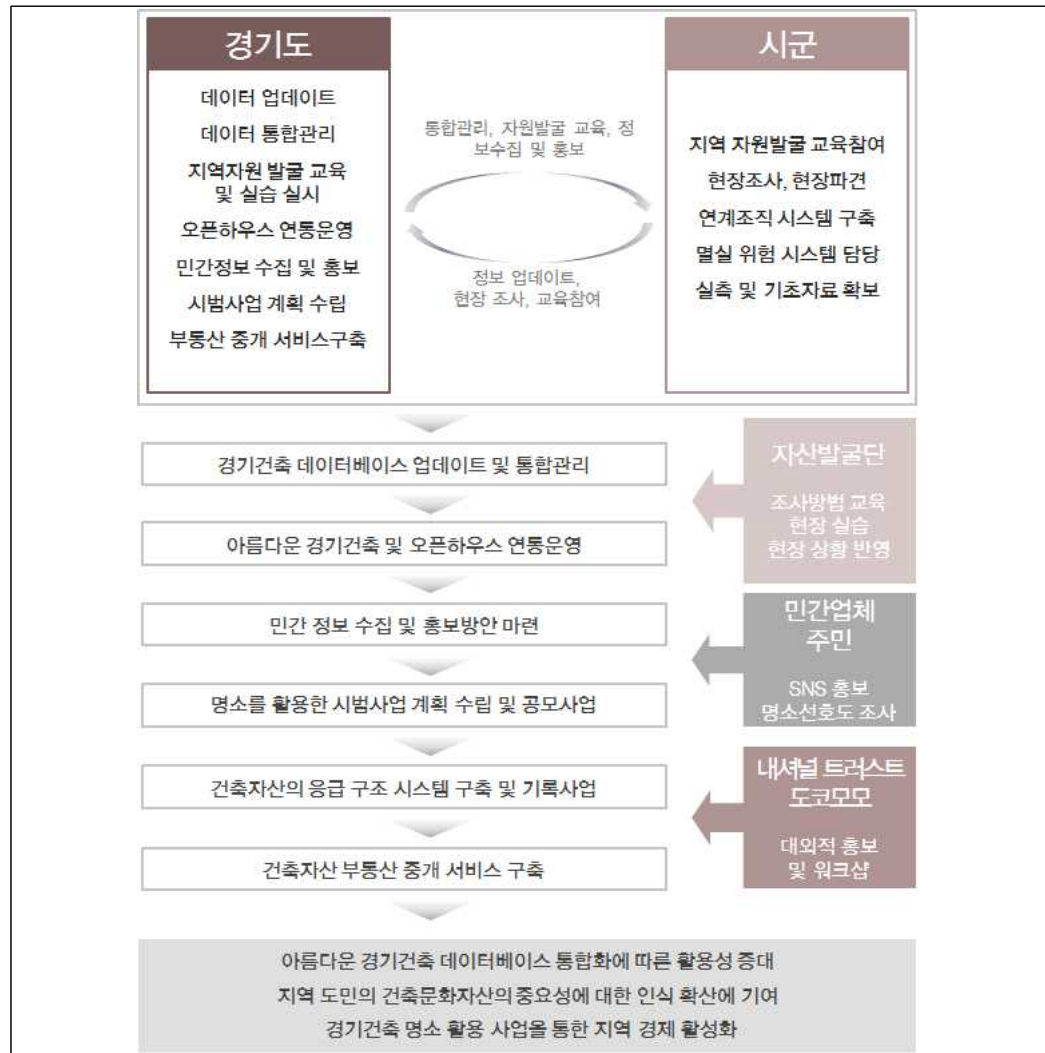 경기도
데이터 업데이트
데이터 통합관리
지역자원 발굴 교육
및 실습 실시
오픈하우스 연통운영
민간정보 수집 및 홍보
시범사업 계획 수립
부통산 중개 서비스구축
통합관리, 자원발굴 교육, 정
보수집 및 홍보
정보 업데이트,
현장 조사, 교육참여
시군
지역 자원발굴 교육참여
현장조사, 현장파견
연계조직 시스템 구축
멸실 위험 시스템 담당
실측 및 기초자료 확보
경기건축 데이터베이스 업데이트 및 통합관리
아름다운 경기건축 및 오픈하우스 연통운영
자산발굴단
조사방법 교육
현장 실습
현장 상황 반영
민간 정보 수집 및 홍보방안 마련
명소를 활용한 시범사업 계획 수립 및 공모사업
민간업체
주민
SNS 홍보
명소선호도 조사
건축자산의 응급 구조 시스템 구축 및 기록사업
건축자산 부통산 중개 서비스 구축
내셔널 트러스트
도코모모
대외적 홍보
및 워크샵
아름다운 경기건축 데이터베이스 통합화에 따른 활용성 증대
지역 도민의 건축문화자산의 중요성에 대한 인식 확산에 기여
경기건축 명소 활용 사업을 통한 지역 경제 활성화